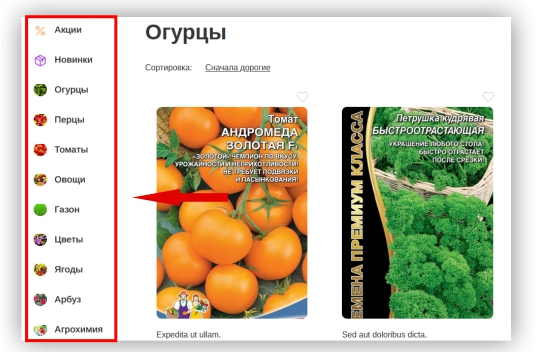 Акции
Новинки
Огурцы
Перцы
Томаты
Овощи
Газон
Цветы
Ягоды
Арбуз
Агрохимия
Огурцы
Сортировка: Сначала дорогие
Томат
АНДРОМЕДА
ЗОЛОТАЯ F₁
«ЗОЛОТОЙ» ЧЕМПИОН ПО ВКУСУ,
УРОЖАЙНОСТИ И НЕПРИХОТЛИВОСТИ!
НЕ ТРЕБУЕТ ПОДВЯЗКИ
И ПАСЫНКОВАНИЯ!
Expedita ut ullam.
СЕМЕНА ПРЕМИУМ КЛАССА
Петрушка кудрявая
БЫСТРООТРАСТАЮЩАЯ
УКРАШЕНИЕ ЛЮБОГО СТОЛА!
БЫСТРО ОТРАСТАЕТ
ПОСЛЕ СРЕЗКИ!
Sed aut doloribus dicta.